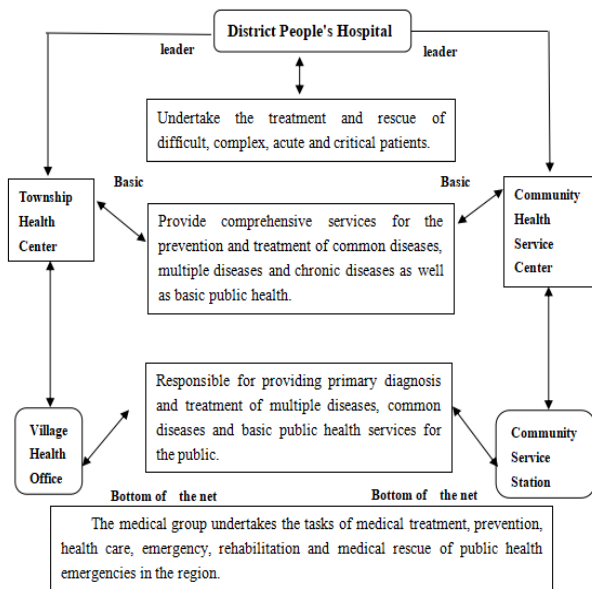 District People's Hospital
leader
leader
Undertake the treatment and rescue of
difficult, complex, acute and critical patients.
Basic
Basic
Township
Health
Center
Provide comprehensive services for the
prevention and treatment of common diseases,
multiple diseases and chronic diseases as well
as basic public health.
Community
Health
Service
Center
Responsible for providing primary diagnosis
and treatment of multiple diseases, common
diseases and basic public health services for
the public.
Village
Health
Office
Community
Service
Station
Bottom of the net
Bottom of the net
The medical group undertakes the tasks of medical treatment, prevention,
health care, emergency, rehabilitation and medical rescue of public health
emergencies in the region.